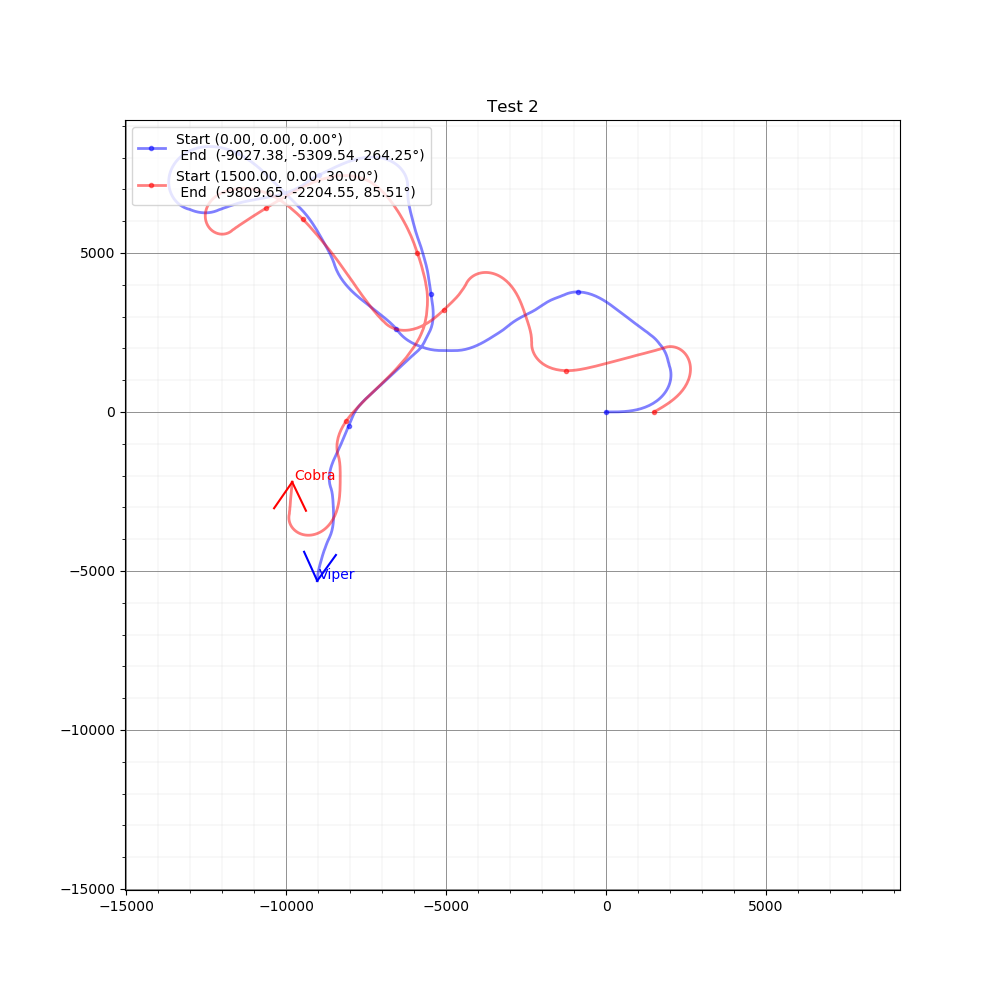 Test 2
Start (0.00, 0.00, 0.00°)
End (-9027.38, -5309.54, 264.25°)
Start (1500.00, 0.00, 30.00°)
End (-9809.65, -2204.55, 85.51°)
5000
0
Cobra
−5000
Viper
−10000
−15000
−15000 −10000 −5000 0 5000